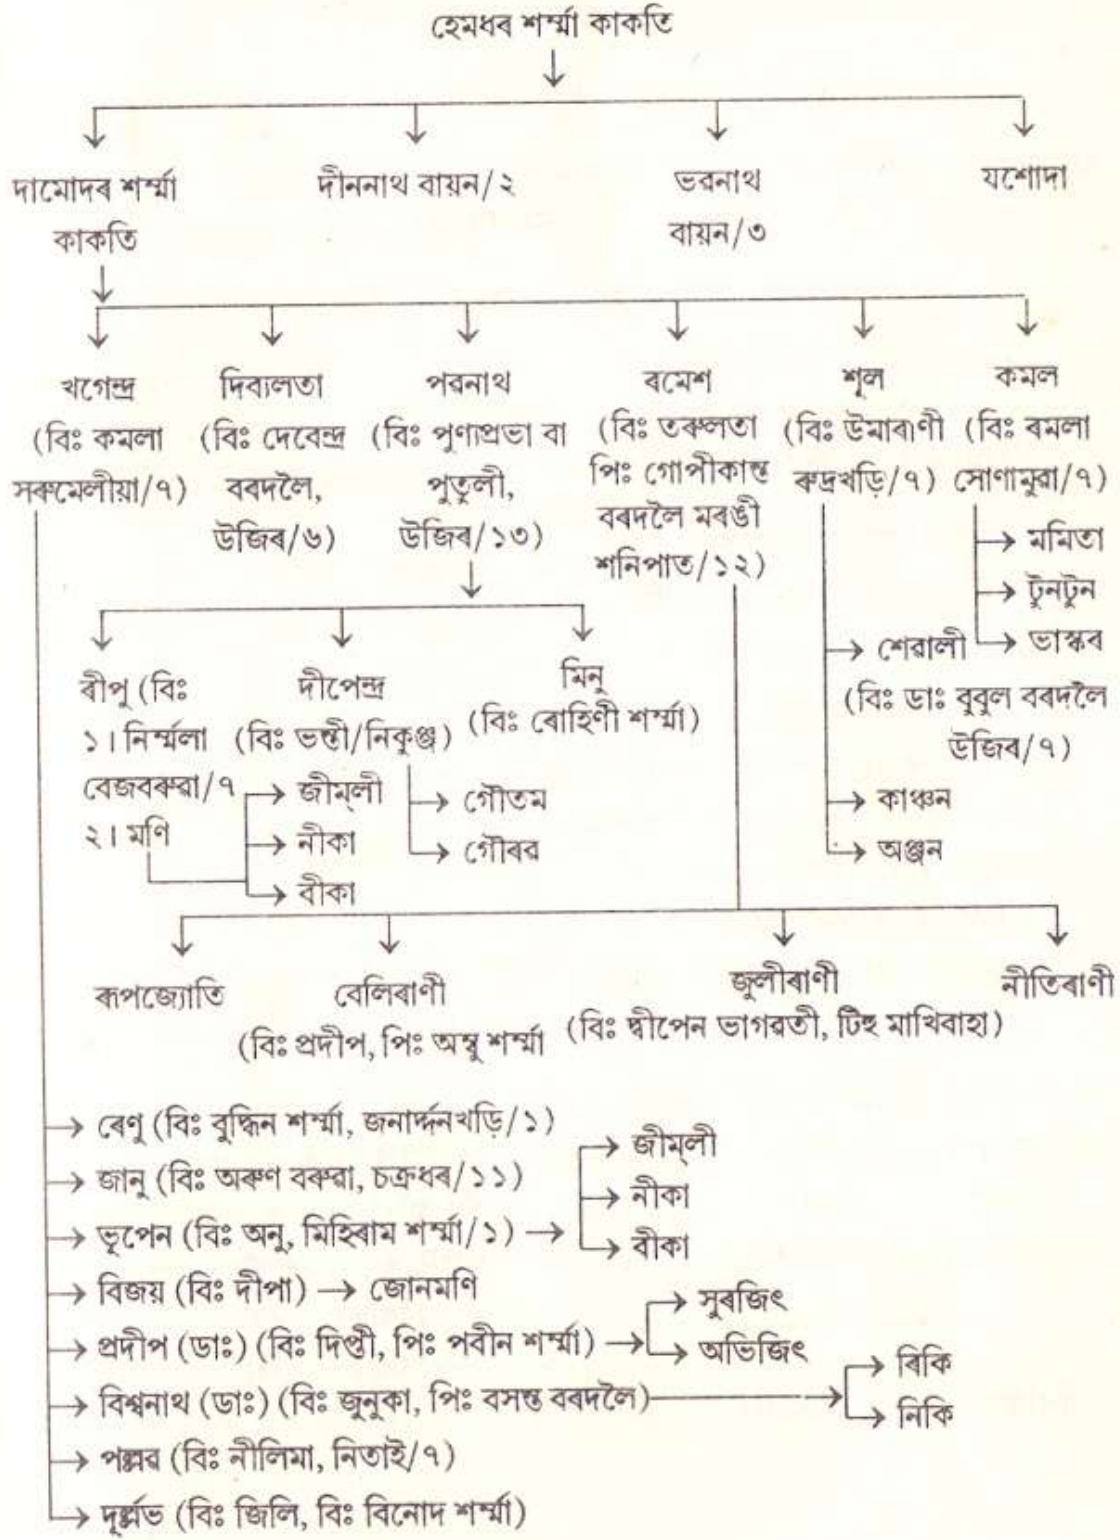 হেমধৰ শৰ্ম্মা কাকতি
দামোদৰ শৰ্ম্মা
কাকতি
দীননাথ বায়ন/২
ভৱনাথ
বায়ন/৩
যশোদা
খগেন্দ্ৰ
(বিঃ কমলা
সৰুমেলীয়া/৭)
দিব্যলতা
(বিঃ দেবেন্দ্ৰ
বৰদলৈ,
উজিৰ/৬)
পৱনাথ
(বিঃ পুণ্যপ্ৰভা বা
পুতুলী,
উজিৰ/১৩)
ৰমেশ
(বিঃ তৰুলতা
পিঃ গোপীকান্ত
বৰদলৈ মৰঙী
শনিপাত/১২)
শূল
(বিঃ উমাৰাণী
ৰুদ্ৰখড়ি/৭)
কমল
(বিঃ ৰমলা
সোণামুৱা/৭)
মমিতা
টুনটুন
ভাস্কৰ
শেৱালী
(বিঃ ডাঃ বুবুল বৰদলৈ
উজিৰ/৭)
কাঞ্চন
অঞ্জন
ৰীপু (বিঃ
১। নিৰ্ম্মলা
বেজবৰুৱা/৭
২। মণি
দীপেন্দ্ৰ
(বিঃ ভন্তী/নিকুঞ্জ)
মিনু
(বিঃ ৰোহিণী শৰ্ম্মা)
জীম্‌লী
নীকা
বীকা
গৌতম
গৌৰৱ
ৰূপজ্যোতি
বেলিৰাণী
(বিঃ প্ৰদীপ, পিঃ অম্বু শৰ্ম্মা
জুলীৰাণী
(বিঃ দ্বীপেন ভাগৱতী, টিহু মাখিবাহা)
নীতিৰাণী
ৰেণু (বিঃ বুদ্ধিন শৰ্ম্মা, জনাৰ্দ্দনখড়ি/১)
জানু (বিঃ অৰুণ বৰুৱা, চক্ৰধৰ/১১)
ভূপেন (বিঃ অনু, মিহিৰাম শৰ্ম্মা/১)
জীম্‌লী
নীকা
বীকা
বিজয় (বিঃ দীপা) → জোনমণি
প্ৰদীপ (ডাঃ) (বিঃ দিপ্তী, পিঃ পবীন শৰ্ম্মা)
সুৰজিৎ
অভিজিৎ
বিশ্বনাথ (ডাঃ) (বিঃ জুনুকা, পিঃ বসন্ত বৰদলৈ)
ৰিকি
নিকি
পল্লৱ (বিঃ নীলিমা, নিতাই/৭)
দূৰ্ল্লভ (বিঃ জিলি, বিঃ বিনোদ শৰ্ম্মা)